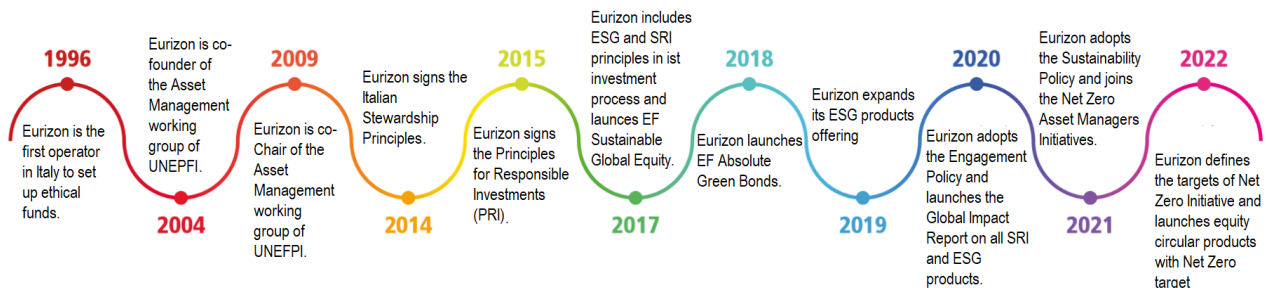 1996
Eurizon is the
first operator
in Italy to set
up ethical
funds.
Eurizon is co-
founder of
the Asset
Management
working
group of
UNEPFI.
2004
2009
Eurizon is co-
Chair of the
Asset
Management
working
group of
UNEFPI.
Eurizon signs the
Italian
Stewardship
Principles.
2014
2015
Eurizon signs
the Principles
for Responsible
Investments
(PRI).
Eurizon includes
ESG and SRI
principles in ist
investment
process and
launces EF
Sustainable
Global Equity.
2017
2018
Eurizon launches
EF Absolute
Green Bonds.
Eurizon expands
its ESG products
offering
2019
2020
Eurizon adopts
the Engagement
Policy and
launches the
Global Impact
Report on all SRI
and ESG
products.
Eurizon adopts
the Sustainability
Policy and joins
the Net Zero
Asset Managers
Initiatives.
2021
2022
Eurizon defines
the targets of Net
Zero Initiative and
launches equity
circular products
with Net Zero
target